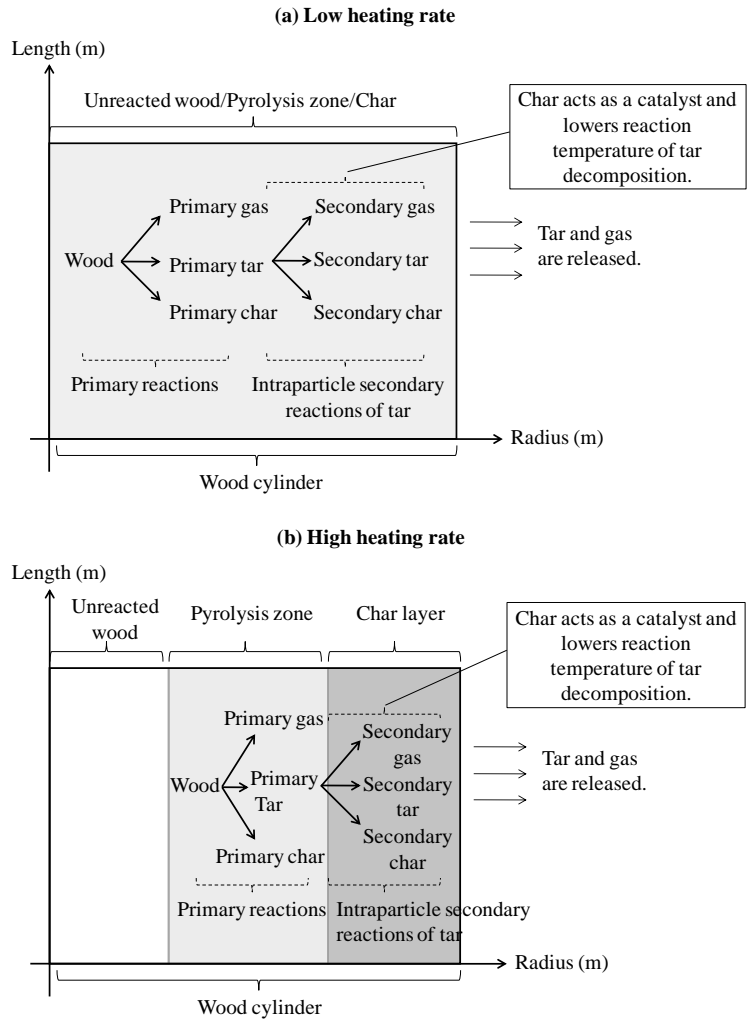 (a) Low heating rate
Length (m)
Unreacted wood/Pyrolysis zone/Char
Char acts as a catalyst and
lowers reaction
temperature of tar
decomposition.
Primary gas
Secondary gas
Wood
Primary tar
Secondary tar
Primary char
Secondary char
Tar and gas
are released.
Primary reactions
Intraparticle secondary
reactions of tar
Radius (m)
Wood cylinder
(b) High heating rate
Length (m)
Unreacted
wood
Pyrolysis zone
Char layer
Char acts as a catalyst and
lowers reaction
temperature of tar
decomposition.
Primary gas
Secondary
gas
Wood
Primary
Tar
Secondary
tar
Primary char
Secondary
char
Tar and gas
are released.
Primary reactions
Intraparticle secondary
reactions of tar
Radius (m)
Wood cylinder